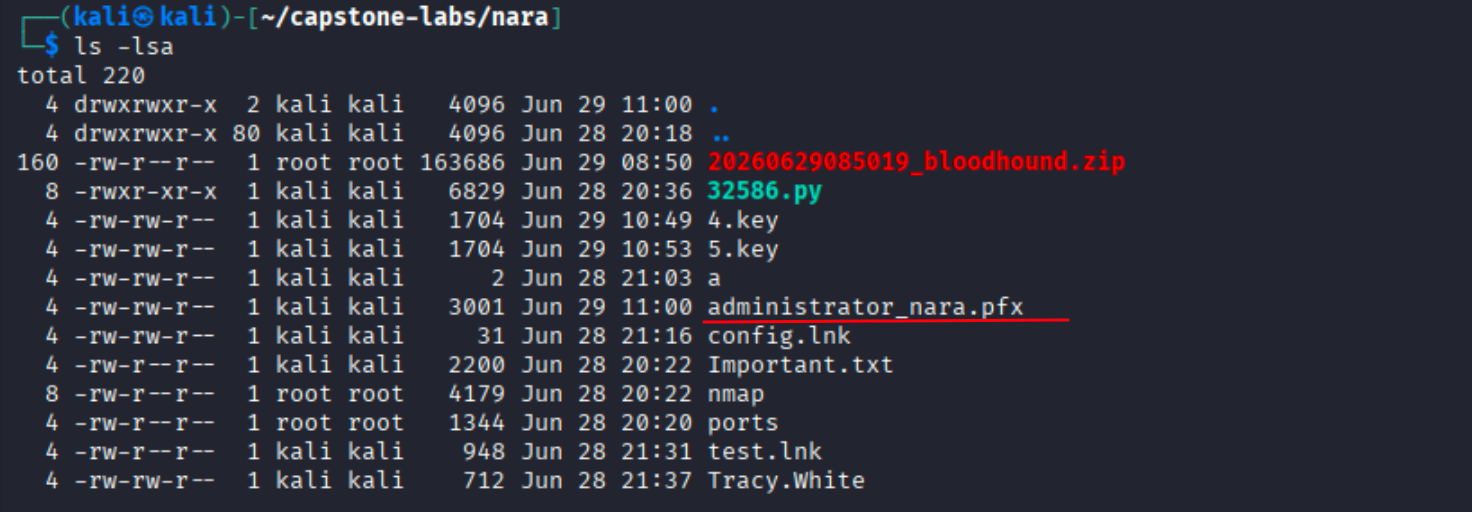 ┌──(kali㉿kali)-[~/capstone-labs/nara]
└─$ ls -lsa
total 220
  4 drwxrwxr-x  2 kali kali   4096 Jun 29 11:00 .
  4 drwxrwxr-x 80 kali kali   4096 Jun 28 20:18 ..
160 -rw-r--r--  1 root root 163686 Jun 29 08:50 20260629085019_bloodhound.zip
  8 -rwxr-xr-x  1 kali kali   6829 Jun 28 20:36 32586.py
  4 -rw-rw-r--  1 kali kali   1704 Jun 29 10:49 4.key
  4 -rw-rw-r--  1 kali kali   1704 Jun 29 10:53 5.key
  4 -rw-rw-r--  1 kali kali      2 Jun 28 21:03 a
  4 -rw-rw-r--  1 kali kali   3001 Jun 29 11:00 administrator_nara.pfx
  4 -rw-rw-r--  1 kali kali     31 Jun 28 21:16 config.lnk
  4 -rw-rw-r--  1 kali kali   2200 Jun 28 20:22 Important.txt
  8 -rw-r--r--  1 root root   4179 Jun 28 20:22 nmap
  4 -rw-r--r--  1 root root   1344 Jun 28 20:20 ports
  4 -rw-r--r--  1 kali kali    948 Jun 28 21:31 test.lnk
  4 -rw-rw-r--  1 kali kali    712 Jun 28 21:37 Tracy.White